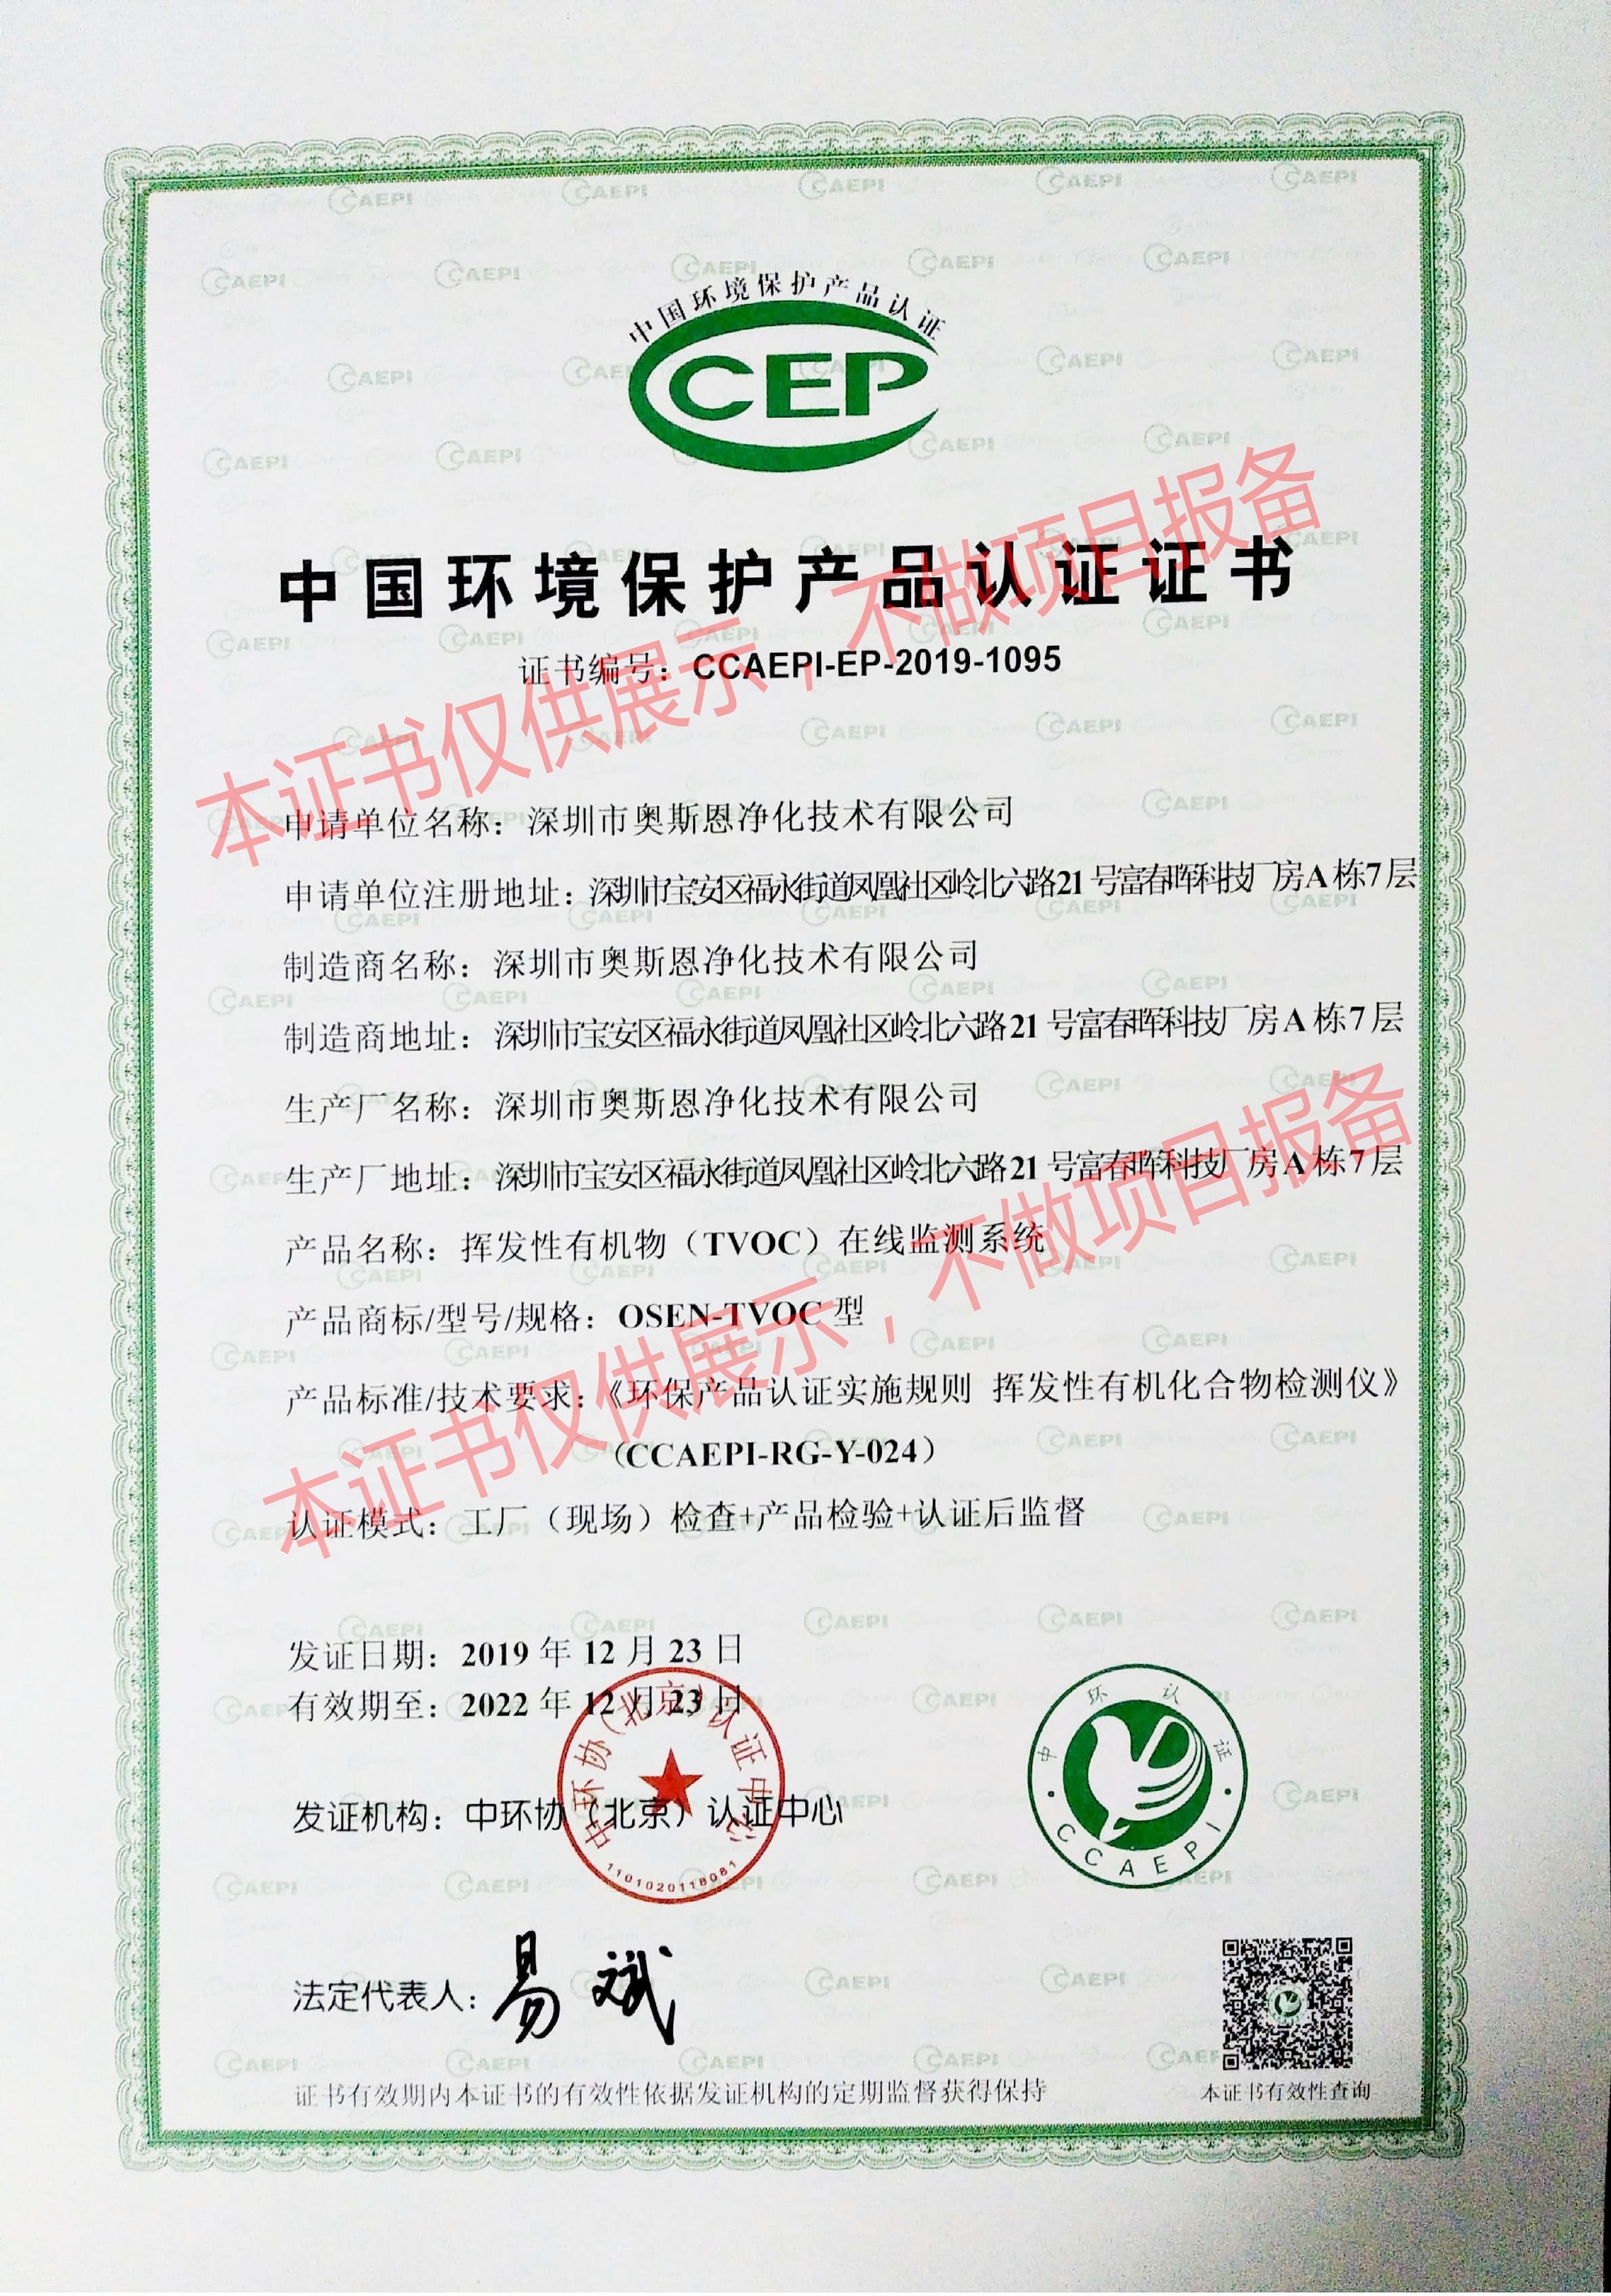 中国环境保护产品认证
CEP
中国环境保护产品认证证书
证书编号：CCAEPI-EP-2019-1095
本证书仅供展示，不做项目报备
申请单位名称：深圳市奥斯恩净化技术有限公司
申请单位注册地址：深圳市宝安区福永街道凤凰社区岭北六路21号富春晖科技厂房A栋7层
制造商名称：深圳市奥斯恩净化技术有限公司
制造商地址：深圳市宝安区福永街道凤凰社区岭北六路21号富春晖科技厂房A栋7层
生产厂名称：深圳市奥斯恩净化技术有限公司
生产厂地址：深圳市宝安区福永街道凤凰社区岭北六路21号富春晖科技厂房A栋7层
产品名称：挥发性有机物（TVOC）在线监测系统
产品商标/型号/规格：OSEN-TVOC型
本证书仅供展示，不做项目报备
产品标准/技术要求：《环保产品认证实施规则 挥发性有机化合物检测仪》
（CCAEPI-RG-Y-024）
认证模式：工厂（现场）检查+产品检验+认证后监督
发证日期：2019年12月23日
有效期至：2022年12月23日
发证机构：中环协（北京）认证中心
中环协（北京）认证中心
1101020118081
中环认证
CCAEPI
法定代表人：易斌
证书有效期内本证书的有效性依据发证机构的定期监督获得保持
本证书有效性查询